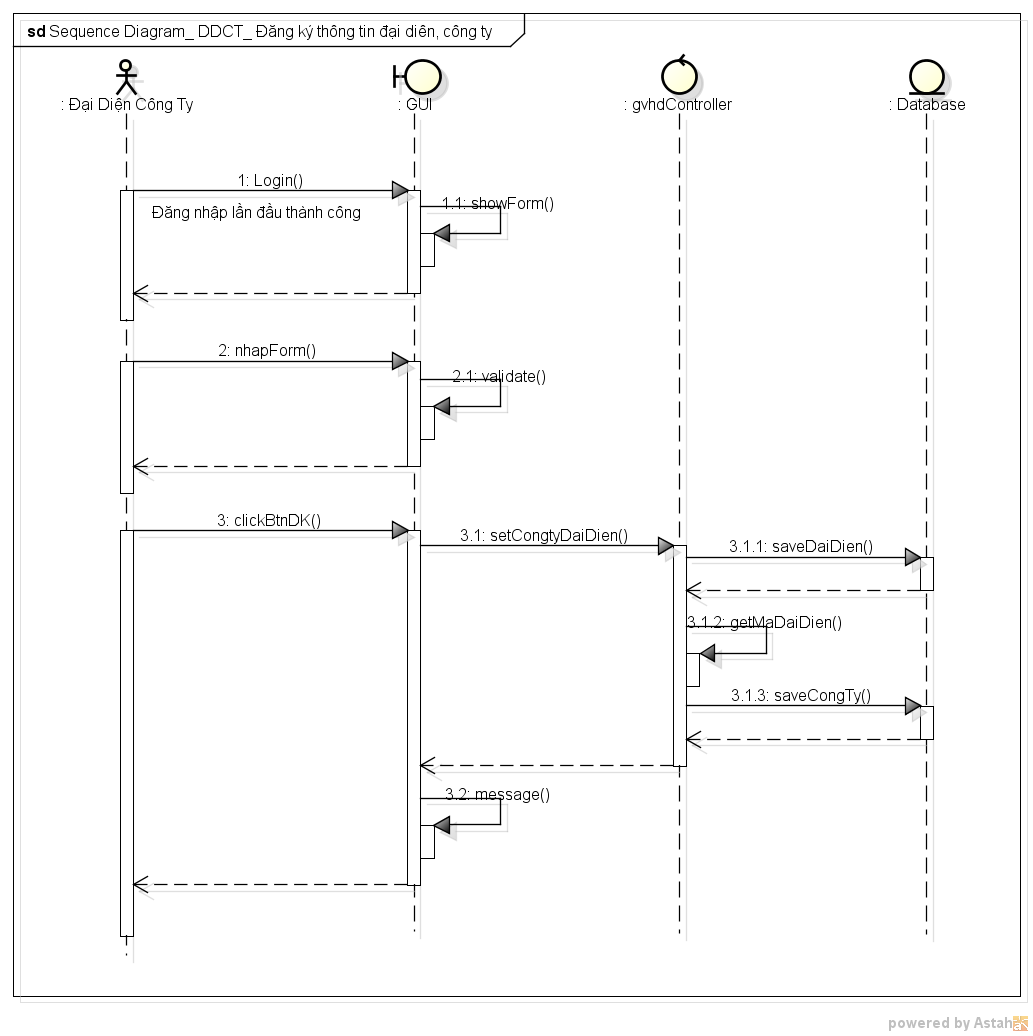 sd Sequence Diagram_ DDCT_ Đăng ký thông tin đại diên, công ty
: Đại Diện Công Ty
: GUI
: gvhdController
: Database
1: Login()
1.1: showForm()
Đăng nhập lần đầu thành công
2: nhapForm()
2.1: validate()
3: clickBtnDK()
3.1: setCongtyDaiDien()
3.1.1: saveDaiDien()
3.1.2: getMaDaiDien()
3.1.3: saveCongTy()
3.2: message()
powered by Astah